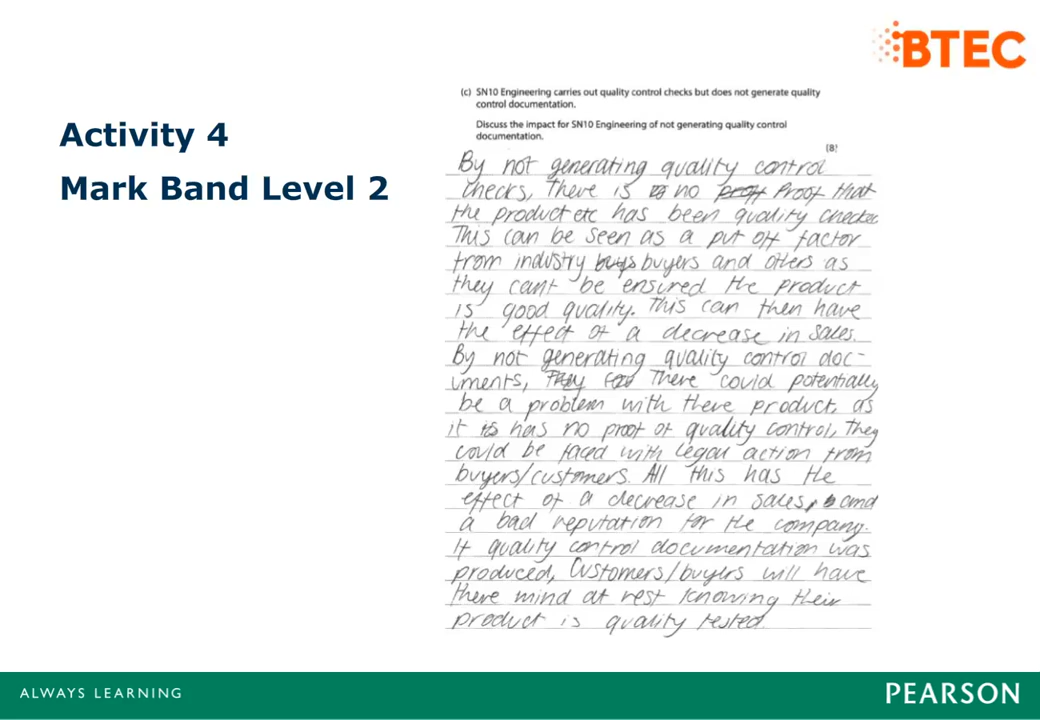 BTEC
Activity 4
Mark Band Level 2
(c) SN10 Engineering carries out quality control checks but does not generate quality
control documentation.
Discuss the impact for SN10 Engineering of not generating quality control
documentation.
(8)
By not generating quality control
checks, There is no Proof that
the product etc has been quality checked
This can be seen as a put off factor
from industry buyers and others as
they cant be ensured the product
is good quality. This can then have
the effect of a decrease in sales.
By not generating quality control doc-
uments, There could potentially
be a problem with there product, as
it has no proof of quality control, they
could be faced with legal action from
buyers/customers. All this has the
effect of a decrease in sales, and
a bad reputation for the company.
If quality control documentation was
produced, Customers/buyers will have
there mind at rest knowing their
product is quality tested.
ALWAYS LEARNING
PEARSON